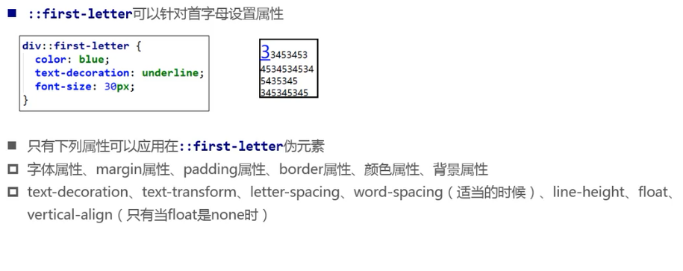 ■ ::first-letter可以针对首字母设置属性
div::first-letter {
color: blue;
text-decoration: underline;
font-size: 30px;
}
33453453
4534534534
5435345
345345345
■ 只有下列属性可以应用在::first-letter伪元素
字体属性、margin属性、padding属性、border属性、颜色属性、背景属性
text-decoration、text-transform、letter-spacing、word-spacing（适当的时候）、line-height、float、
vertical-align（只有当float是none时）